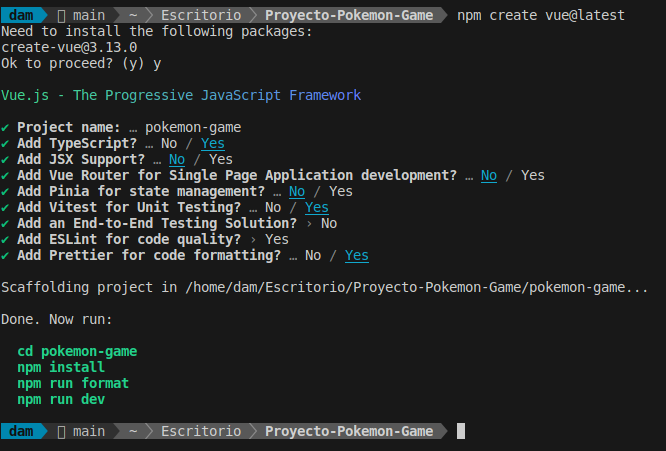 dam main ~ Escritorio Proyecto-Pokemon-Game npm create vue@latest
Need to install the following packages:
create-vue@3.13.0
Ok to proceed? (y) y
Vue.js - The Progressive JavaScript Framework
✔ Project name: … pokemon-game
✔ Add TypeScript? … No / Yes
✔ Add JSX Support? … No / Yes
✔ Add Vue Router for Single Page Application development? … No / Yes
✔ Add Pinia for state management? … No / Yes
✔ Add Vitest for Unit Testing? … No / Yes
✔ Add an End-to-End Testing Solution? › No
✔ Add ESLint for code quality? › Yes
✔ Add Prettier for code formatting? … No / Yes
Scaffolding project in /home/dam/Escritorio/Proyecto-Pokemon-Game/pokemon-game...
Done. Now run:
cd pokemon-game
npm install
npm run format
npm run dev
dam main ~ Escritorio Proyecto-Pokemon-Game